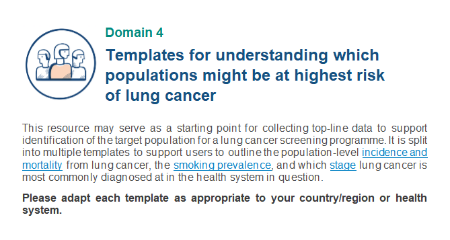 Domain 4
Templates for understanding which
populations might be at highest risk
of lung cancer
This resource may serve as a starting point for collecting top-line data to support
identification of the target population for a lung cancer screening programme. It is split
into multiple templates to support users to outline the population-level incidence and
mortality from lung cancer, the smoking prevalence, and which stage lung cancer is
most commonly diagnosed at in the health system in question.
Please adapt each template as appropriate to your country/region or health
system.